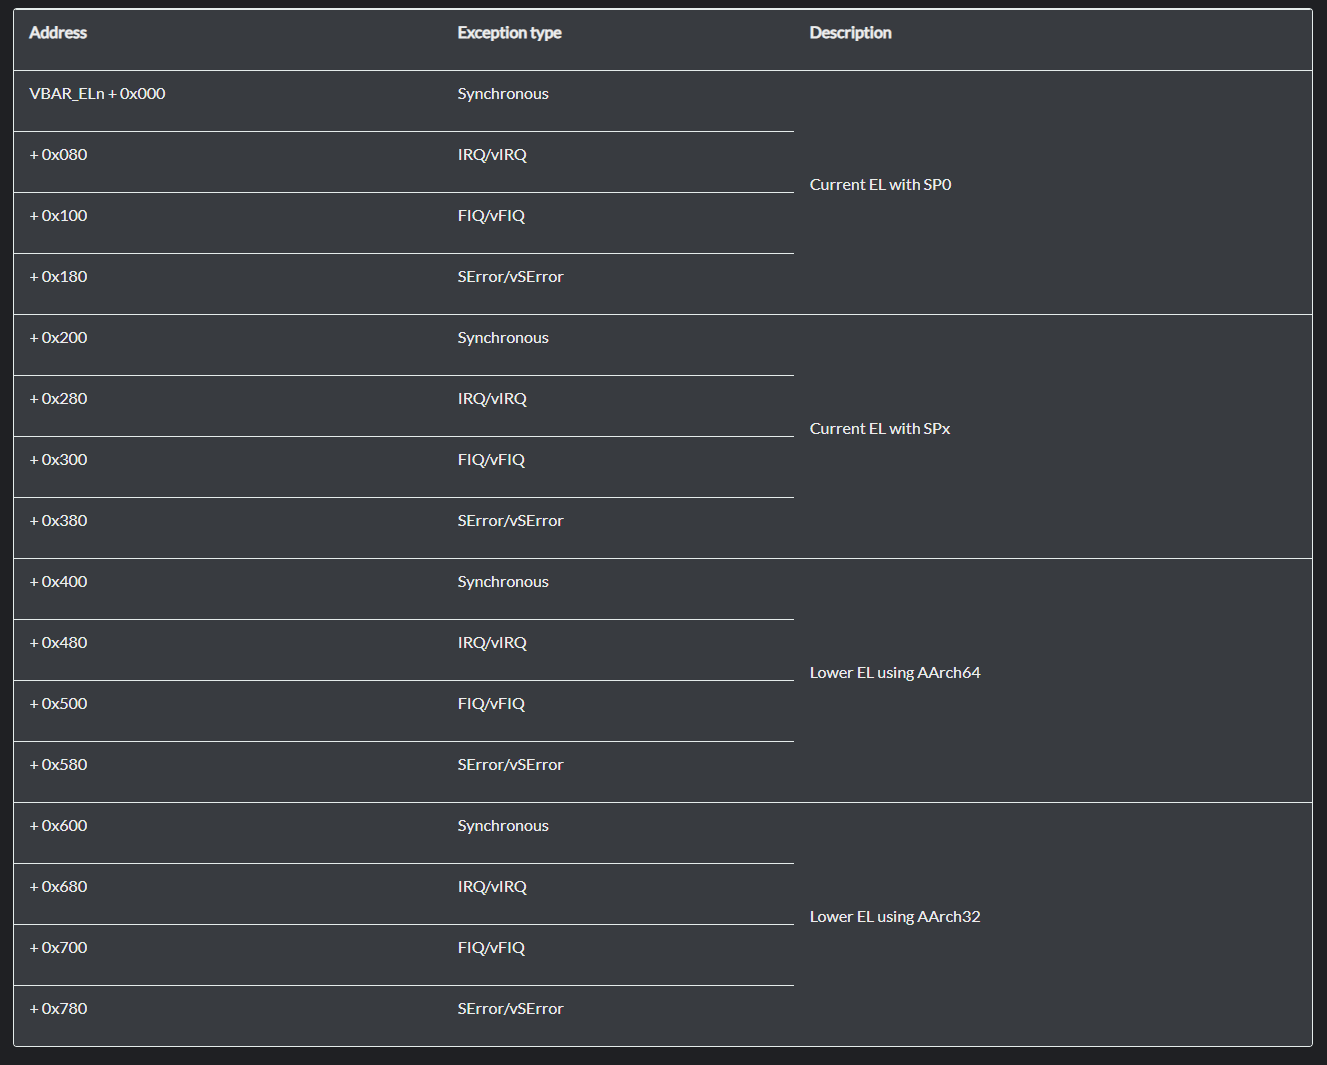 Address Exception type Description
VBAR_ELn + 0x000 Synchronous
+ 0x080 IRQ/vIRQ
Current EL with SP0
+ 0x100 FIQ/vFIQ
+ 0x180 SError/vSError
+ 0x200 Synchronous
+ 0x280 IRQ/vIRQ
Current EL with SPx
+ 0x300 FIQ/vFIQ
+ 0x380 SError/vSError
+ 0x400 Synchronous
+ 0x480 IRQ/vIRQ
Lower EL using AArch64
+ 0x500 FIQ/vFIQ
+ 0x580 SError/vSError
+ 0x600 Synchronous
+ 0x680 IRQ/vIRQ
Lower EL using AArch32
+ 0x700 FIQ/vFIQ
+ 0x780 SError/vSError